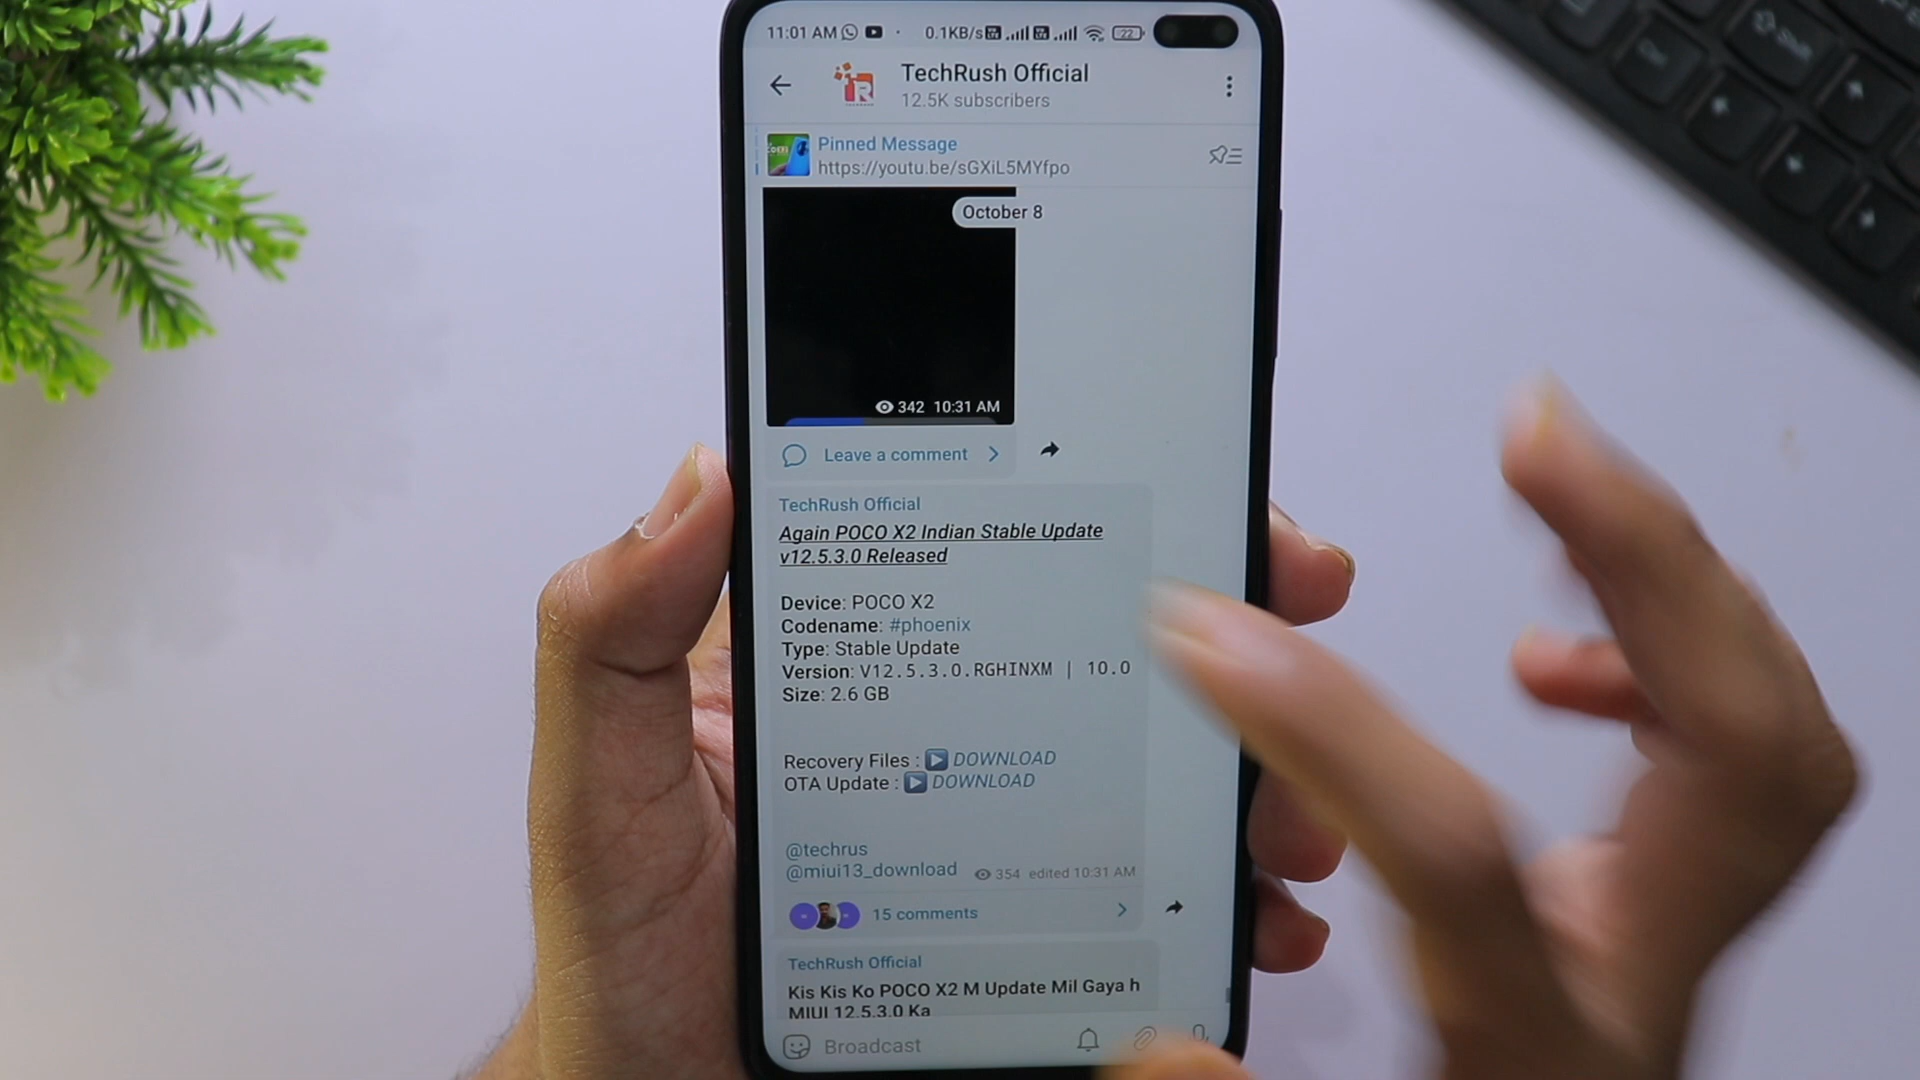 11:01 AM 0.1KB/s 22
TechRush Official
12.5K subscribers
Pinned Message
https://youtu.be/sGXiL5MYfpo
October 8
342 10:31 AM
Leave a comment
TechRush Official
Again POCO X2 Indian Stable Update
v12.5.3.0 Released
Device: POCO X2
Codename: #phoenix
Type: Stable Update
Version: V12.5.3.0.RGHINXM | 10.0
Size: 2.6 GB
Recovery Files : DOWNLOAD
OTA Update : DOWNLOAD
@techrus
@miui13_download 354 edited 10:31 AM
15 comments
TechRush Official
Kis Kis Ko POCO X2 M Update Mil Gaya h
MIUI 12.5.3.0 Ka
Broadcast
Shift